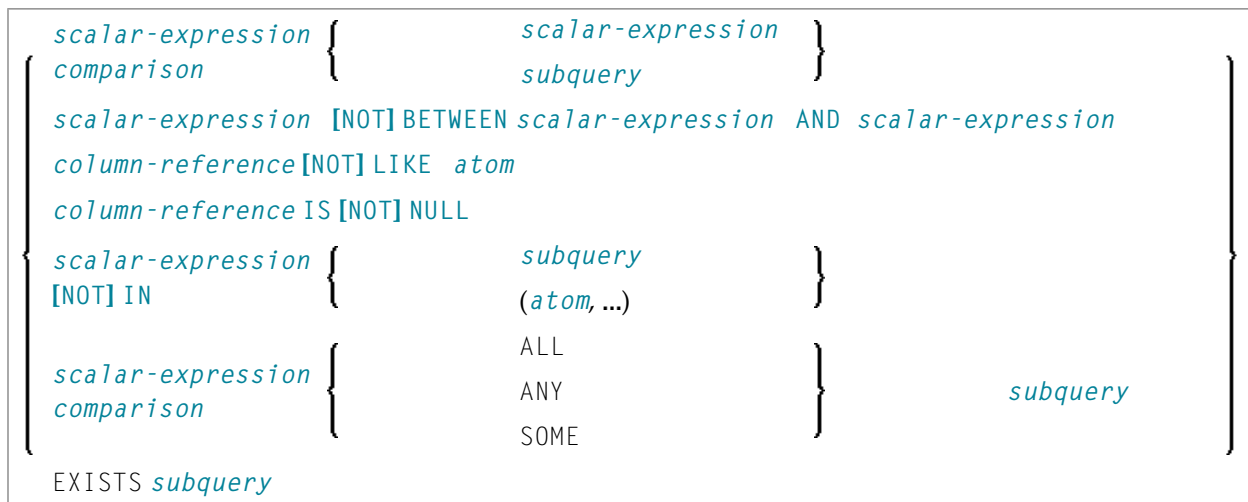 scalar-expression scalar-expression
comparison subquery
scalar-expression [NOT] BETWEEN scalar-expression AND scalar-expression
column-reference [NOT] LIKE atom
column-reference IS [NOT] NULL
scalar-expression subquery
[NOT] IN (atom, ...)
ALL
scalar-expression
comparison ANY subquery
SOME
EXISTS subquery